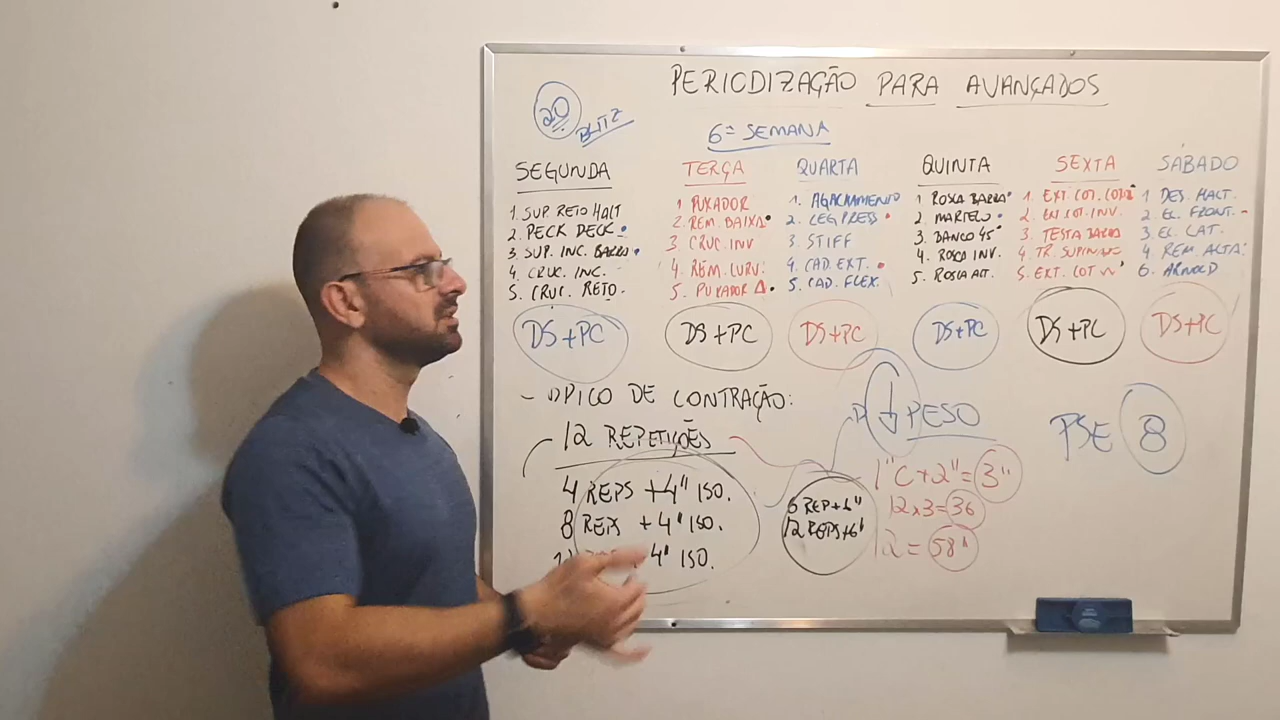 PERIODIZAÇÃO PARA AVANÇADOS
20
BLITZ
6ª SEMANA
SEGUNDA
1. SUP. RETO HALT
2. PECK DECK
3. SUP. INC. BARRA
4. CRUC. INC.
5. CRUC. RETO.
DS+PC
TERÇA
1 PUXADOR
2. REM. BAIXA
3 CRUC. INV
4. REM. CURV.
5. PUXADOR Δ
DS+PC
QUARTA
1. AGACHAMENTO
2. LEG PRESS
3. STIFF
4. CAD. EXT.
5. CAD. FLEX.
DS+PC
QUINTA
1 ROSCA BARRA
2. MARTELO
3. BANCO 45°
4. ROSCA INV.
5. ROSCA ALT.
DS+PC
SEXTA
1. EXT. COT. CORDA
2. EXT COT. INV.
3. TESTA BARRA
4. TR. SUPINADO
5. EXT. COT
DS+PC
SÁBADO
1. DES. HALT.
2. EL. FRONT.
3. EL. CAT.
4. REM. ALTA
6. ARNOLD
DS+PC
PICO DE CONTRAÇÃO:
12 REPETIÇÕES
4 REPS + 4" ISO.
8 REPS + 4" ISO.
4" ISO.
6 REP + 6"
12 REPS + 6"
↓ PESO
1" C + 2" = 3"
12 x 3 = 36
12 = 58"
PSE 8